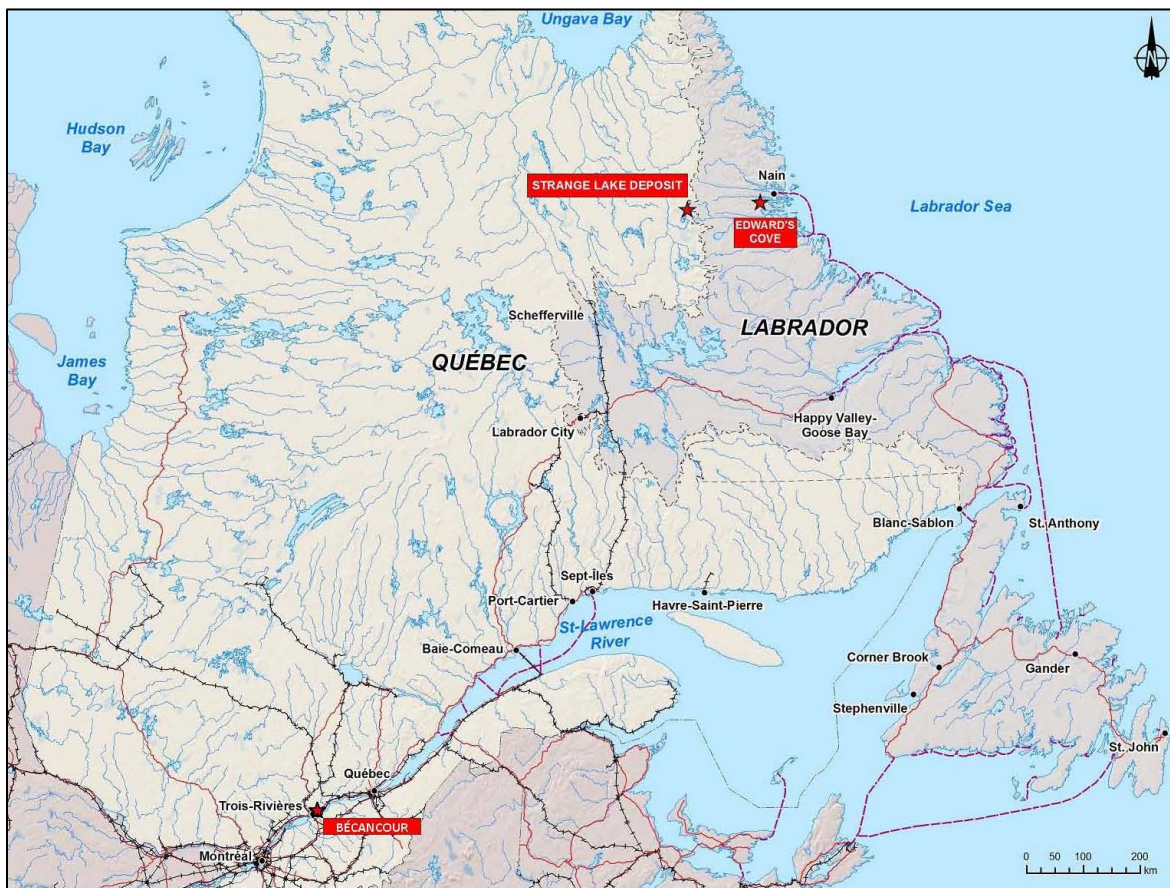 Ungava Bay
Hudson
Bay
N
Nain
STRANGE LAKE DEPOSIT
Labrador Sea
EDWARD'S
COVE
Schefferville
LABRADOR
QUÉBEC
James
Bay
Happy Valley-
Goose Bay
Labrador City
Blanc-Sablon
St. Anthony
Sept-Îles
Port-Cartier
Havre-Saint-Pierre
St-Lawrence
River
Baie-Comeau
Corner Brook
Gander
Stephenville
St. John
Québec
Trois-Rivières
BÉCANCOUR
Montréal
0 50 100 200
km